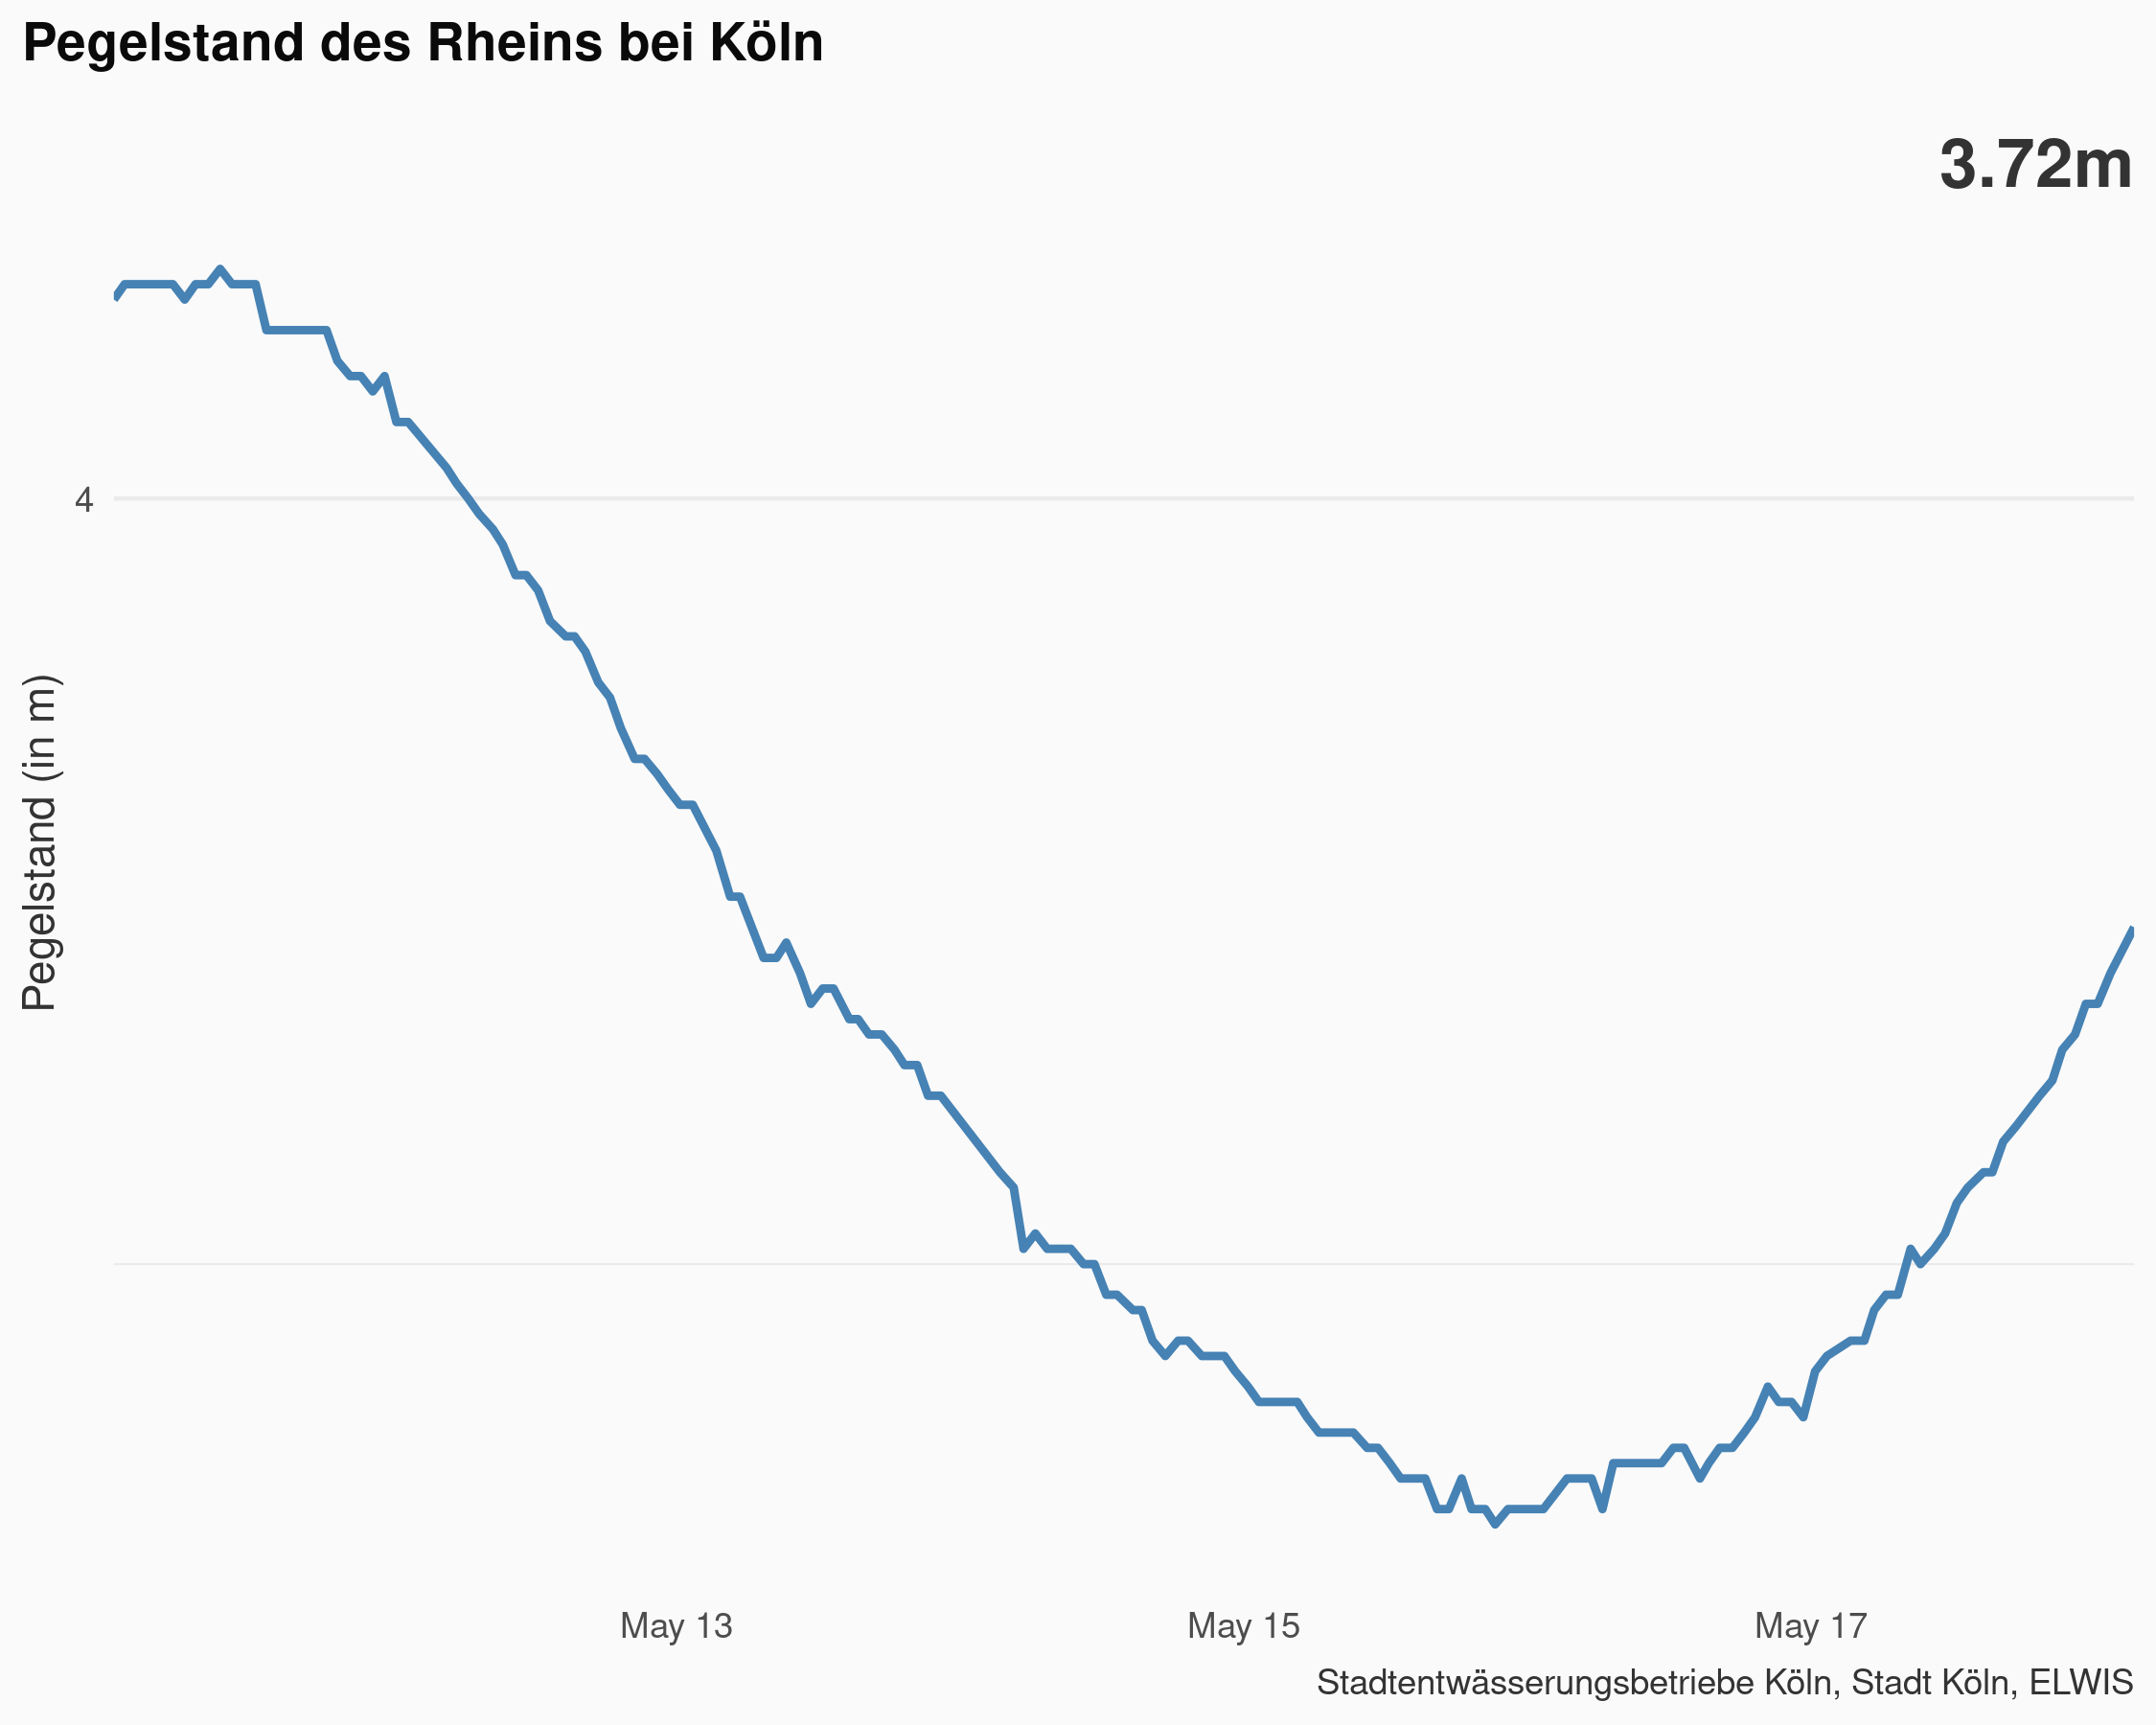 Pegelstand des Rheins bei Köln
3.72m
4
Pegelstand (in m)
May 13
May 15
May 17
Stadtentwässerungsbetriebe Köln, Stadt Köln, ELWIS